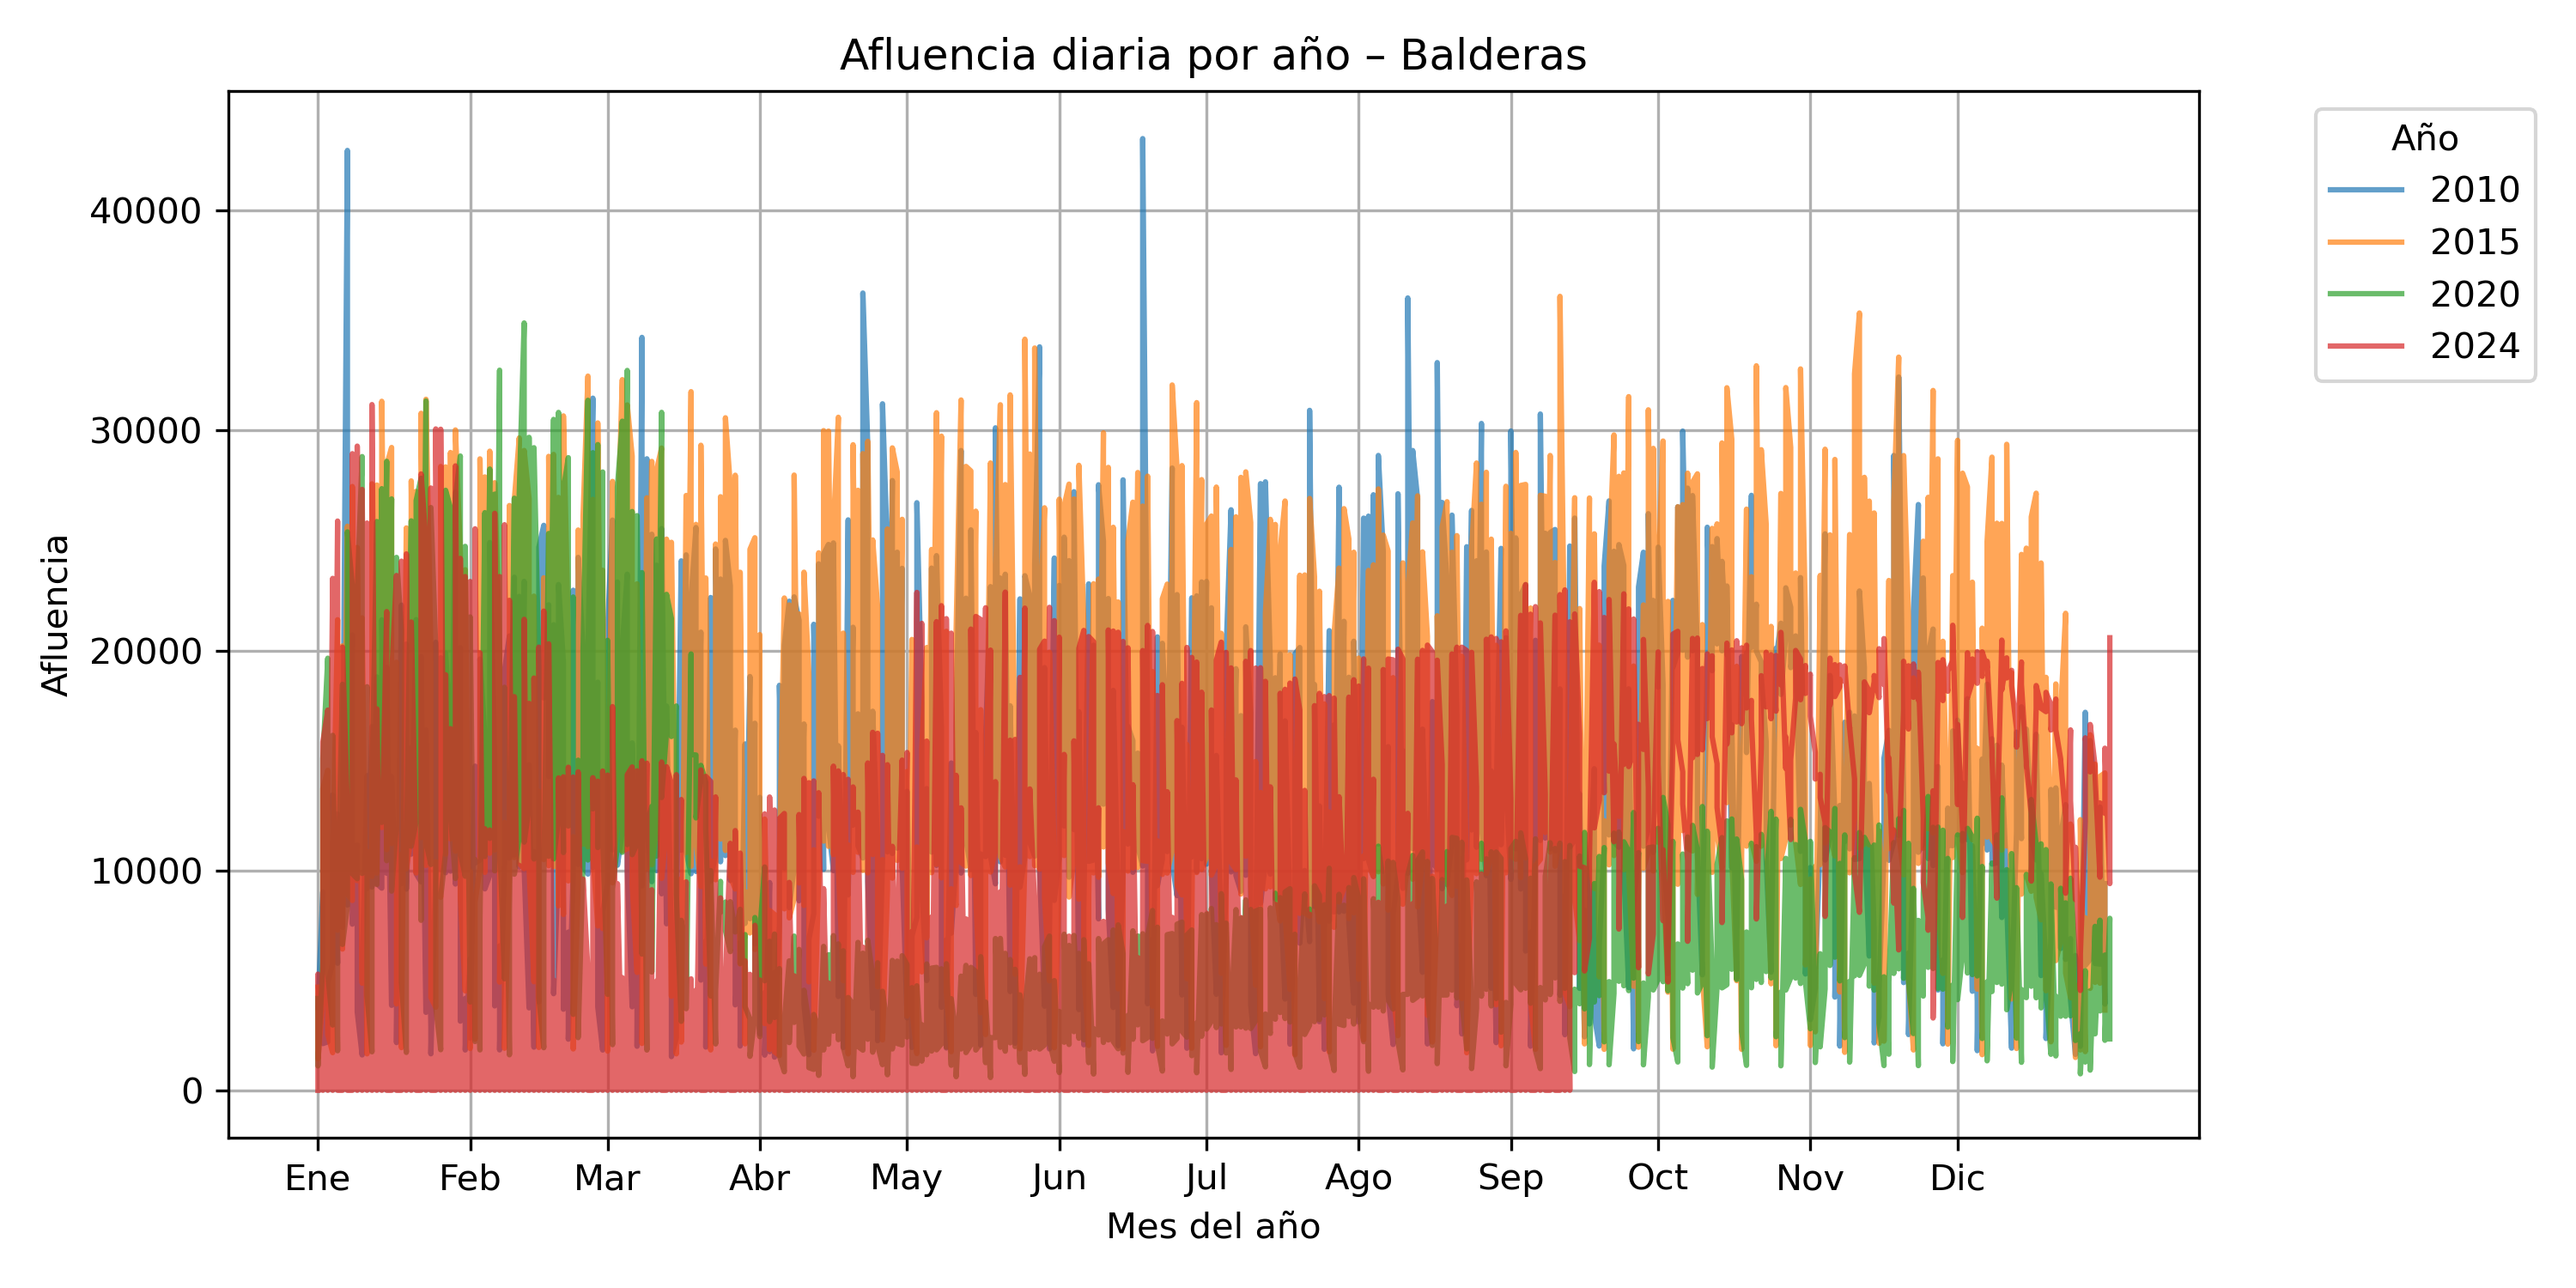 Afluencia diaria por año – Balderas
Afluencia
40000
30000
20000
10000
0
Ene Feb Mar Abr May Jun Jul Ago Sep Oct Nov Dic
Mes del año
Año
2010
2015
2020
2024